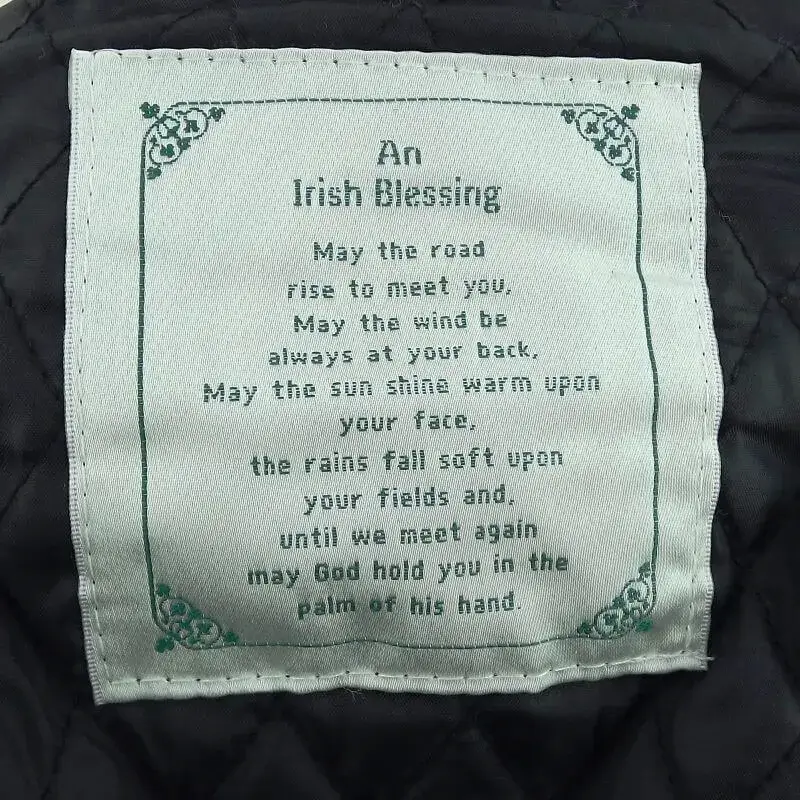 An
Irish Blessing
May the road
rise to meet you,
May the wind be
always at your back,
May the sun shine warm upon
your face,
the rains fall soft upon
your fields and,
until we meet again
may God hold you in the
palm of his hand.